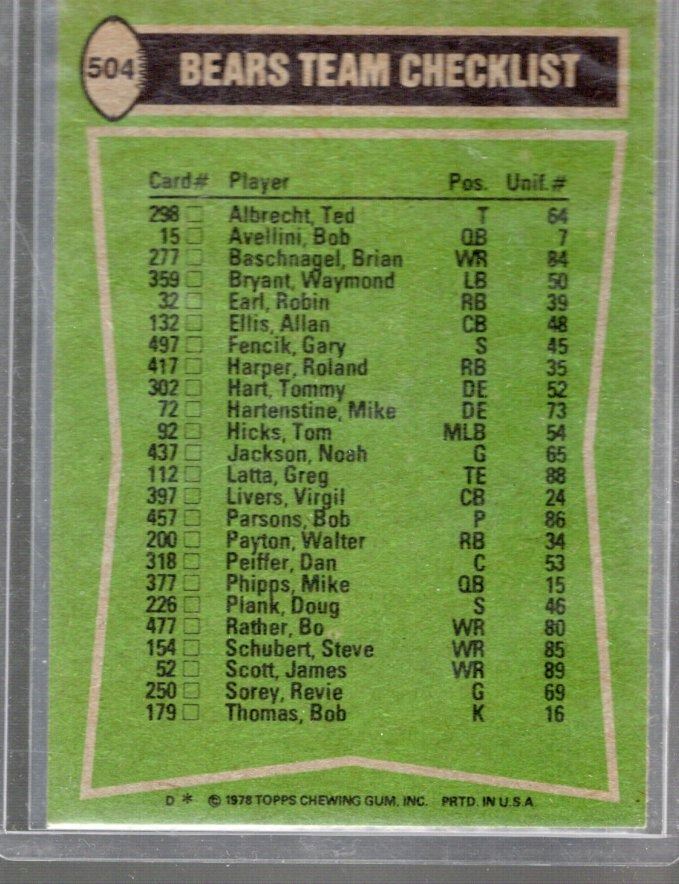 504 BEARS TEAM CHECKLIST
Card# Player Pos. Unif.#
298 □ Albrecht, Ted T 64
15 □ Avellini, Bob QB 7
277 □ Baschnagel, Brian WR 84
359 □ Bryant, Waymond LB 50
32 □ Earl, Robin RB 39
132 □ Ellis, Allan CB 48
497 □ Fencik, Gary S 45
417 □ Harper, Roland RB 35
302 □ Hart, Tommy DE 52
72 □ Hartenstine, Mike DE 73
92 □ Hicks, Tom MLB 54
437 □ Jackson, Noah G 65
112 □ Latta, Greg TE 88
397 □ Livers, Virgil CB 24
457 □ Parsons, Bob P 86
200 □ Payton, Walter RB 34
318 □ Peiffer, Dan C 53
377 □ Phipps, Mike QB 15
226 □ Plank, Doug S 46
477 □ Rather, Bo WR 80
154 □ Schubert, Steve WR 85
52 □ Scott, James WR 89
250 □ Sorey, Revie G 69
179 □ Thomas, Bob K 16
D * © 1978 TOPPS CHEWING GUM, INC. PRTD. IN U.S.A.